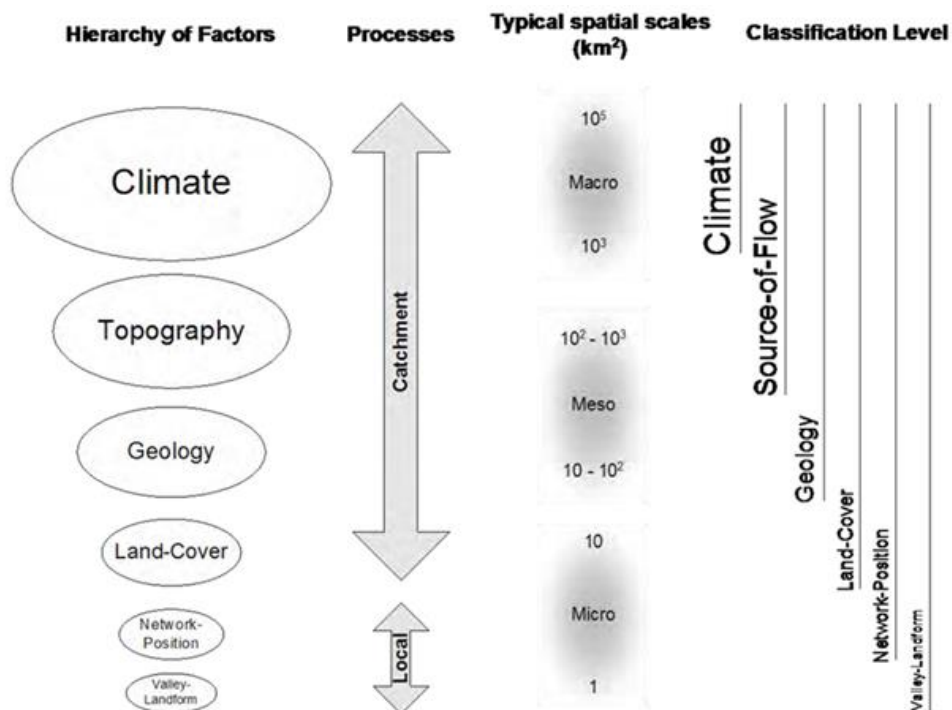 Hierarchy of Factors
Processes
Typical spatial scales
(km²)
Classification Level
Climate
Topography
Geology
Land-Cover
Network-
Position
Valley-
Landform
Catchment
Local
10⁵
Macro
10³
10² - 10³
Meso
10 - 10²
10
Micro
1
Climate
Source-of-Flow
Geology
Land-Cover
Network-Position
Valley-Landform